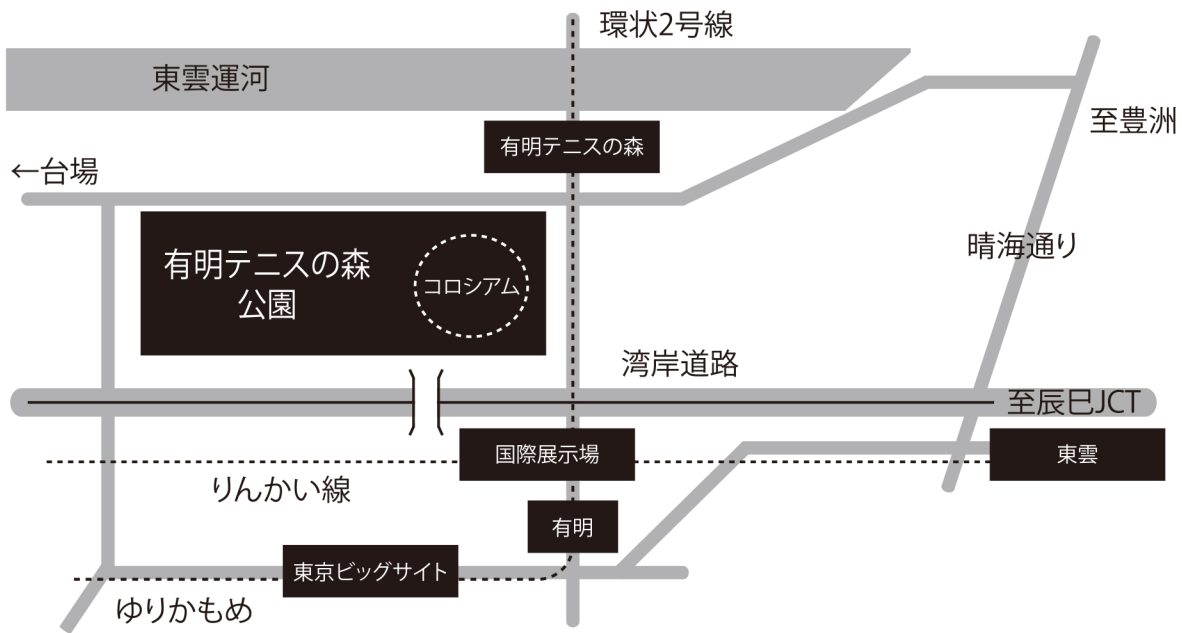 環状2号線
東雲運河
至豊洲
有明テニスの森
←台場
晴海通り
有明テニスの森
公園
コロシアム
湾岸道路
至辰巳JCT
国際展示場
東雲
りんかい線
有明
東京ビッグサイト
ゆりかもめ